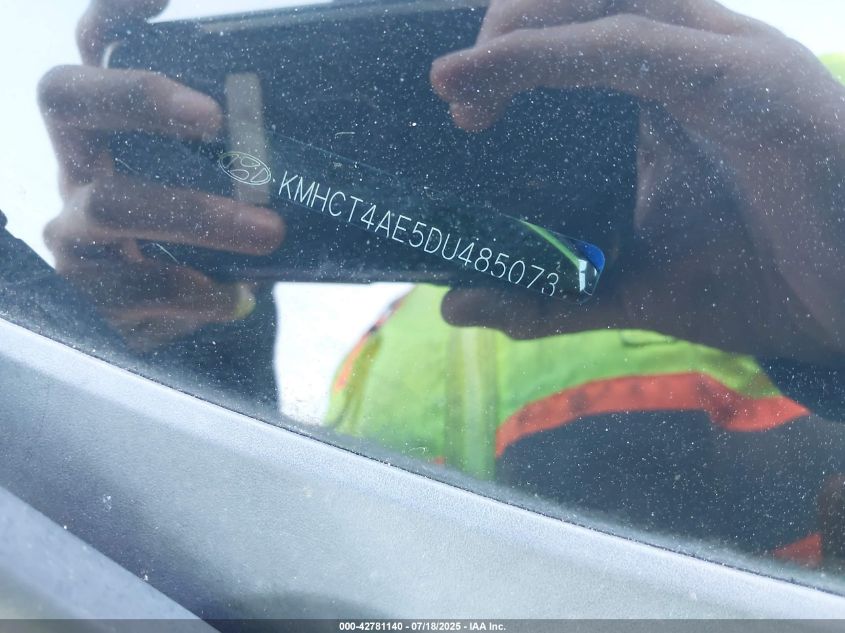 KMHCT4AE5DU485073
000-42781140 - 07/18/2025 - IAA Inc.